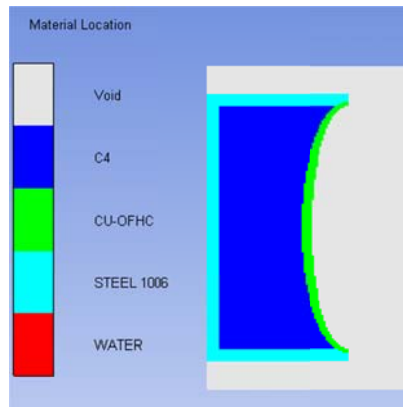 Material Location
Void
C4
CU-OFHC
STEEL 1006
WATER